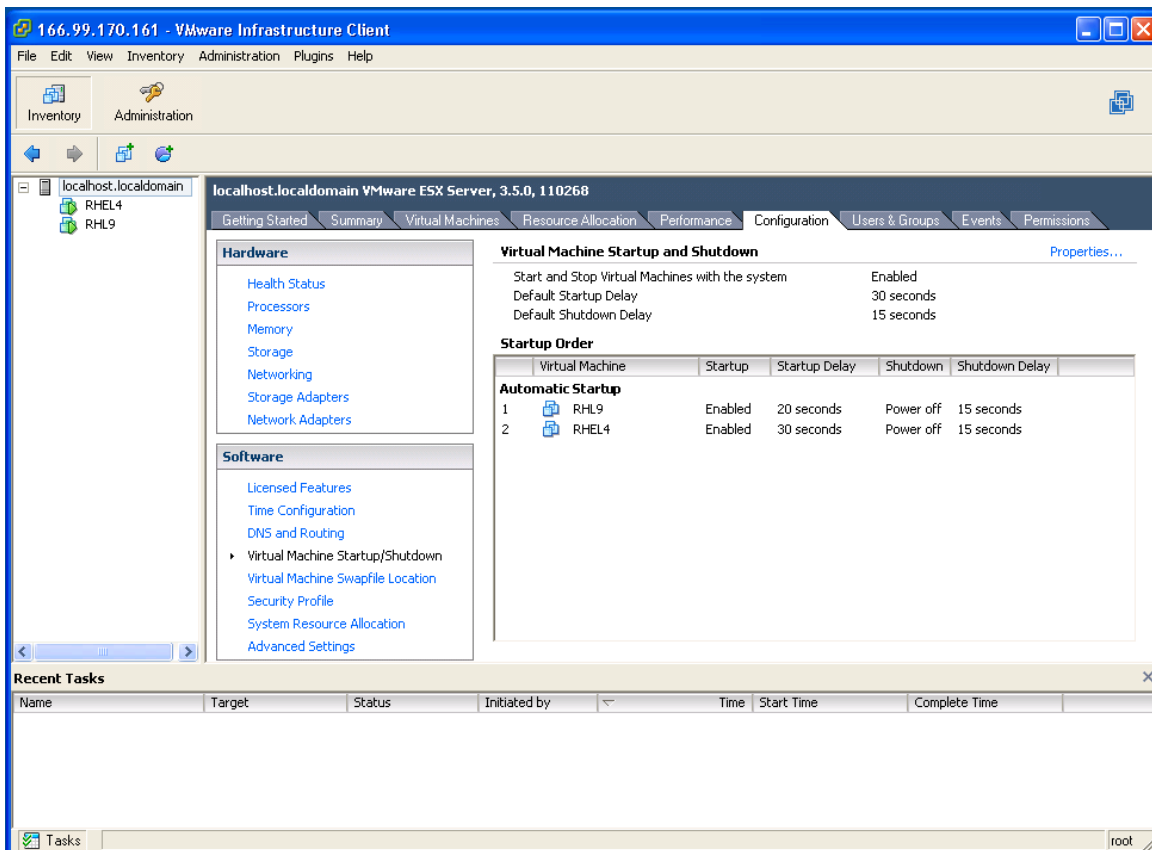 166.99.170.161 - VMware Infrastructure Client
File Edit View Inventory Administration Plugins Help
Inventory Administration
localhost.localdomain
RHEL4
RHL9
localhost.localdomain VMware ESX Server, 3.5.0, 110268
Getting Started Summary Virtual Machines Resource Allocation Performance Configuration Users & Groups Events Permissions
Hardware
Health Status
Processors
Memory
Storage
Networking
Storage Adapters
Network Adapters
Software
Licensed Features
Time Configuration
DNS and Routing
Virtual Machine Startup/Shutdown
Virtual Machine Swapfile Location
Security Profile
System Resource Allocation
Advanced Settings
Virtual Machine Startup and Shutdown Properties...
Start and Stop Virtual Machines with the system Enabled
Default Startup Delay 30 seconds
Default Shutdown Delay 15 seconds
Startup Order
Virtual Machine Startup Startup Delay Shutdown Shutdown Delay
Automatic Startup
1 RHL9 Enabled 20 seconds Power off 15 seconds
2 RHEL4 Enabled 30 seconds Power off 15 seconds
Recent Tasks
Name Target Status Initiated by Time Start Time Complete Time
Tasks root